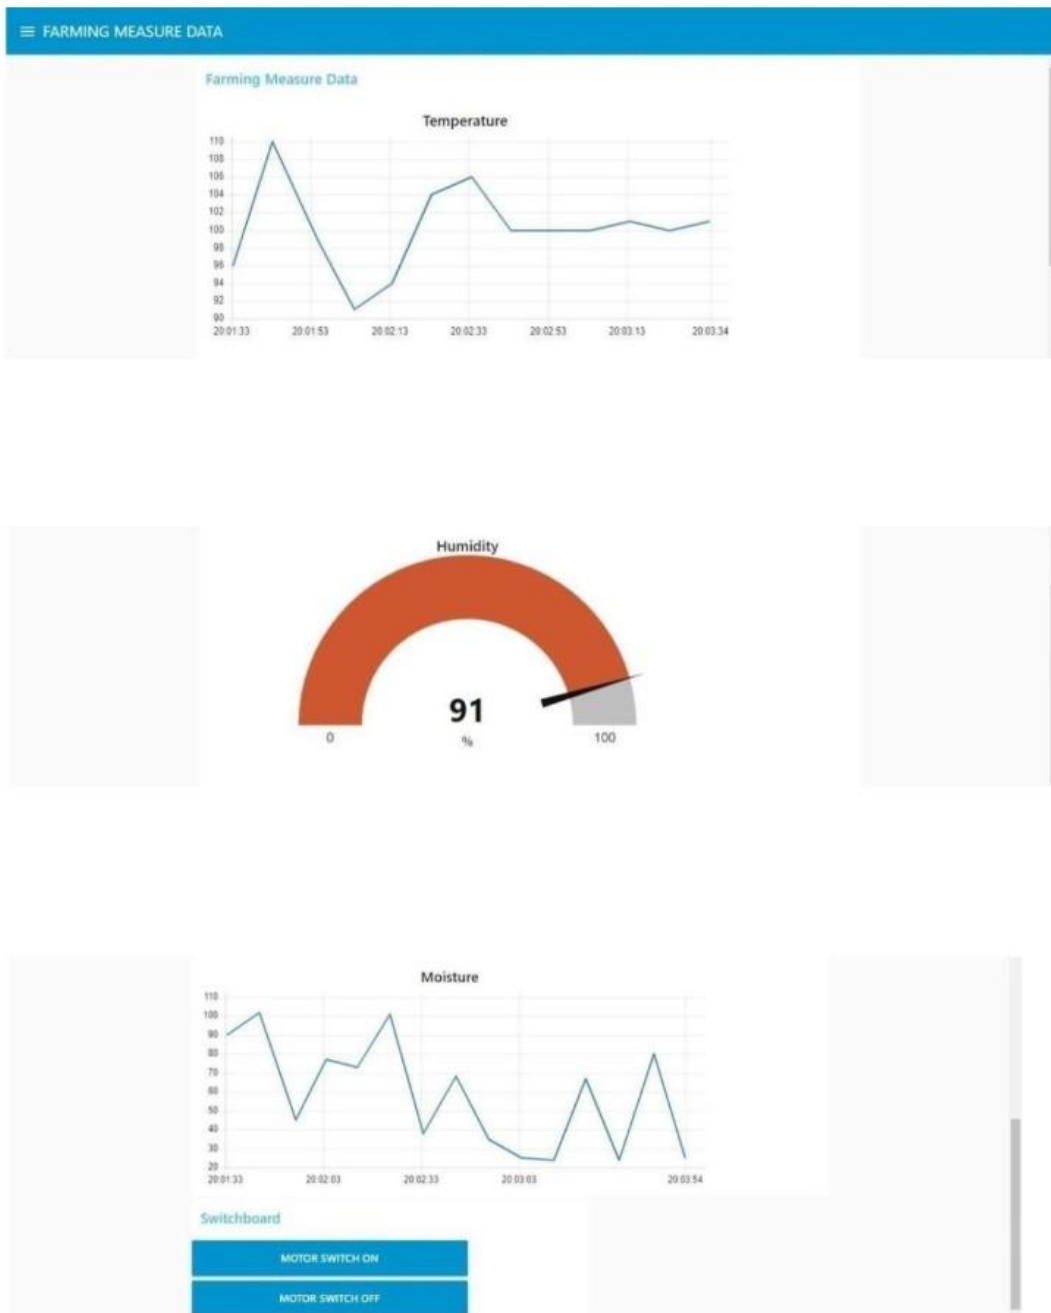 ≡ FARMING MEASURE DATA
Farming Measure Data
Temperature
110
108
106
104
102
100
98
96
94
92
90
20:01:33 20:01:53 20:02:13 20:02:33 20:02:53 20:03:13 20:03:34
Humidity
91
%
0 100
Moisture
110
100
90
80
70
60
50
40
30
20
20:01:33 20:02:03 20:02:33 20:03:03 20:03:54
Switchboard
MOTOR SWITCH ON
MOTOR SWITCH OFF